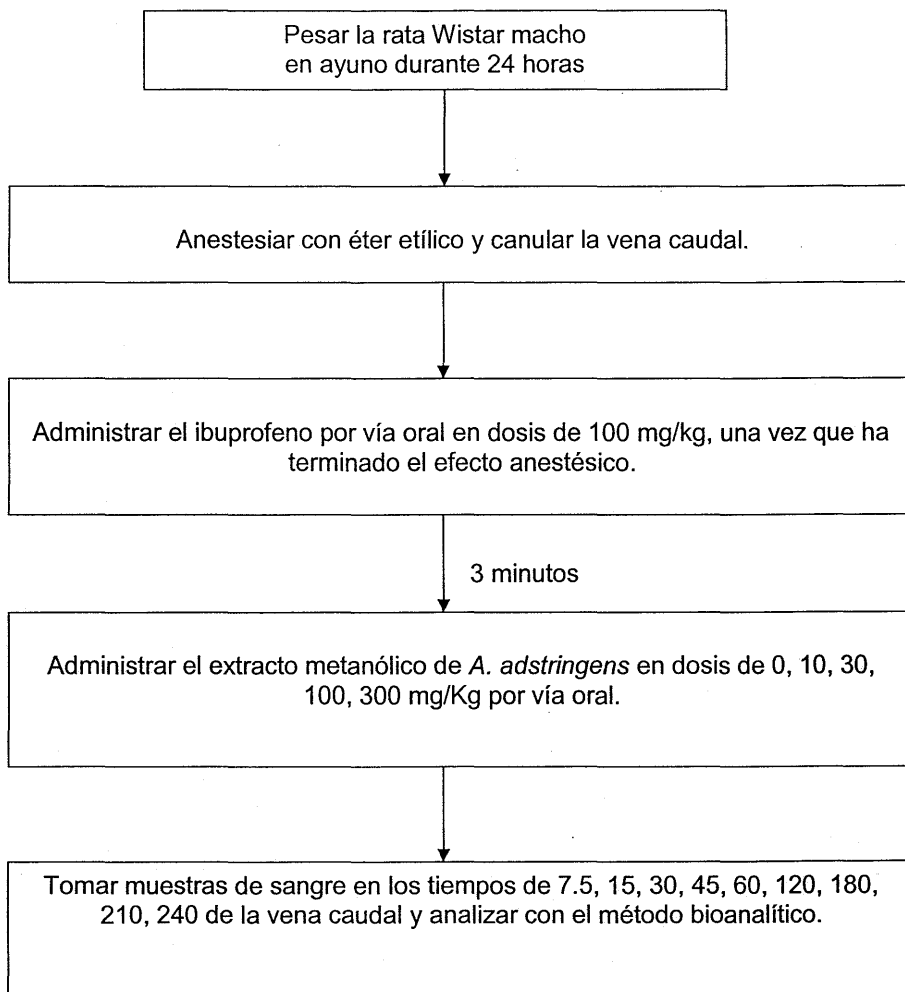 Pesar la rata Wistar macho
en ayuno durante 24 horas
Anestesiar con éter etílico y canular la vena caudal.
Administrar el ibuprofeno por vía oral en dosis de 100 mg/kg, una vez que ha
terminado el efecto anestésico.
3 minutos
Administrar el extracto metanólico de A. adstringens en dosis de 0, 10, 30,
100, 300 mg/Kg por vía oral.
Tomar muestras de sangre en los tiempos de 7.5, 15, 30, 45, 60, 120, 180,
210, 240 de la vena caudal y analizar con el método bioanalítico.